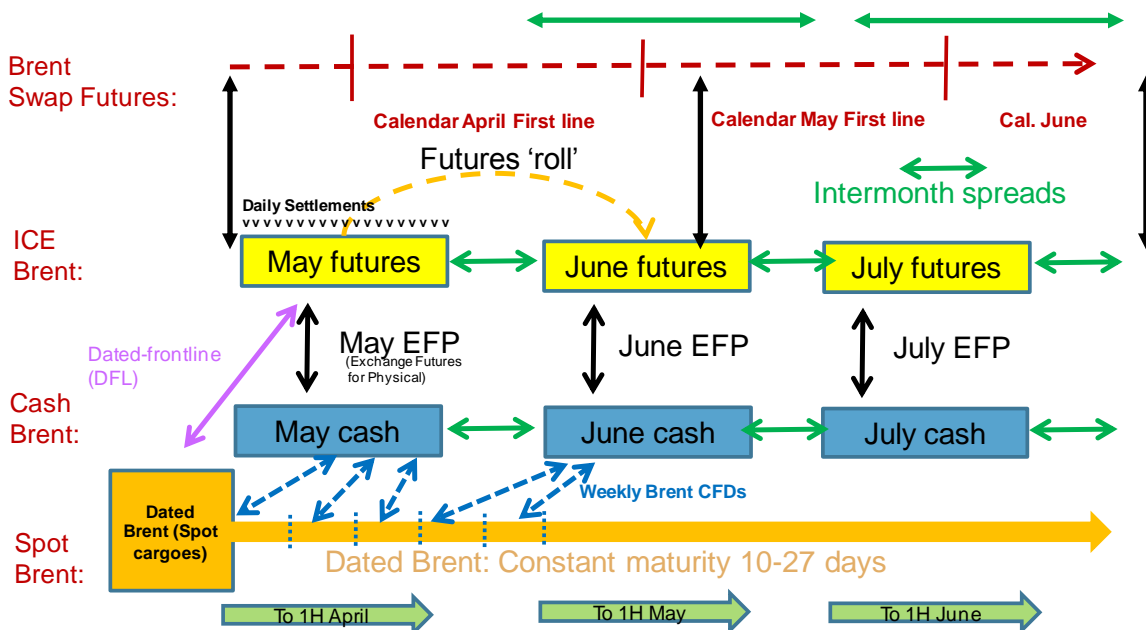 Brent
Swap Futures:
Calendar April First line
Calendar May First line
Cal. June
Futures ‘roll’
Intermonth spreads
Daily Settlements
v v v v v v v v v v v v v v v v v v
ICE
Brent:
May futures
June futures
July futures
Dated-frontline
(DFL)
May EFP
(Exchange Futures
for Physical)
June EFP
July EFP
Cash
Brent:
May cash
June cash
July cash
Weekly Brent CFDs
Dated
Brent (Spot
cargoes)
Spot
Brent:
Dated Brent: Constant maturity 10-27 days
To 1H April
To 1H May
To 1H June